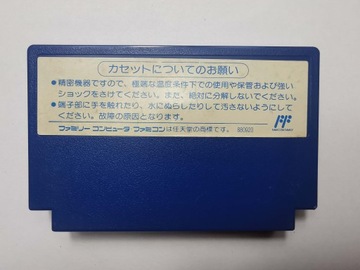 カセットについてのお願い
●精密機器ですので、極端な温度条件下での使用や保管および強い
ショックをさけてください。また、絶対に分解しないでください。
●端子部に手を触れたり、水にぬらしたりして汚さないようにして
ください。故障の原因となります。
ファミリーコンピュータ ファミコンは任天堂の商標です。